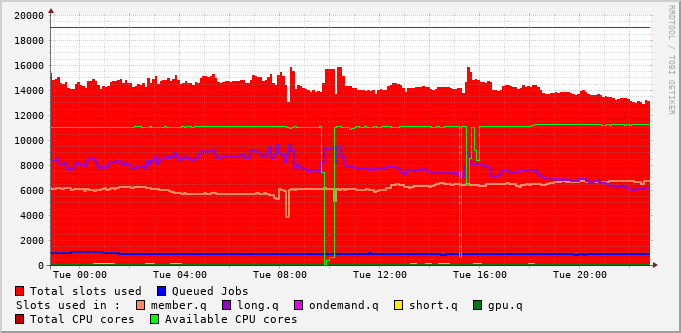 20000
18000
16000
14000
12000
10000
8000
6000
4000
2000
0
Tue 00:00 Tue 04:00 Tue 08:00 Tue 12:00 Tue 16:00 Tue 20:00
Total slots used Queued Jobs
Slots used in : member.q long.q ondemand.q short.q gpu.q
Total CPU cores Available CPU cores
RRDTOOL / TOBI OETIKER